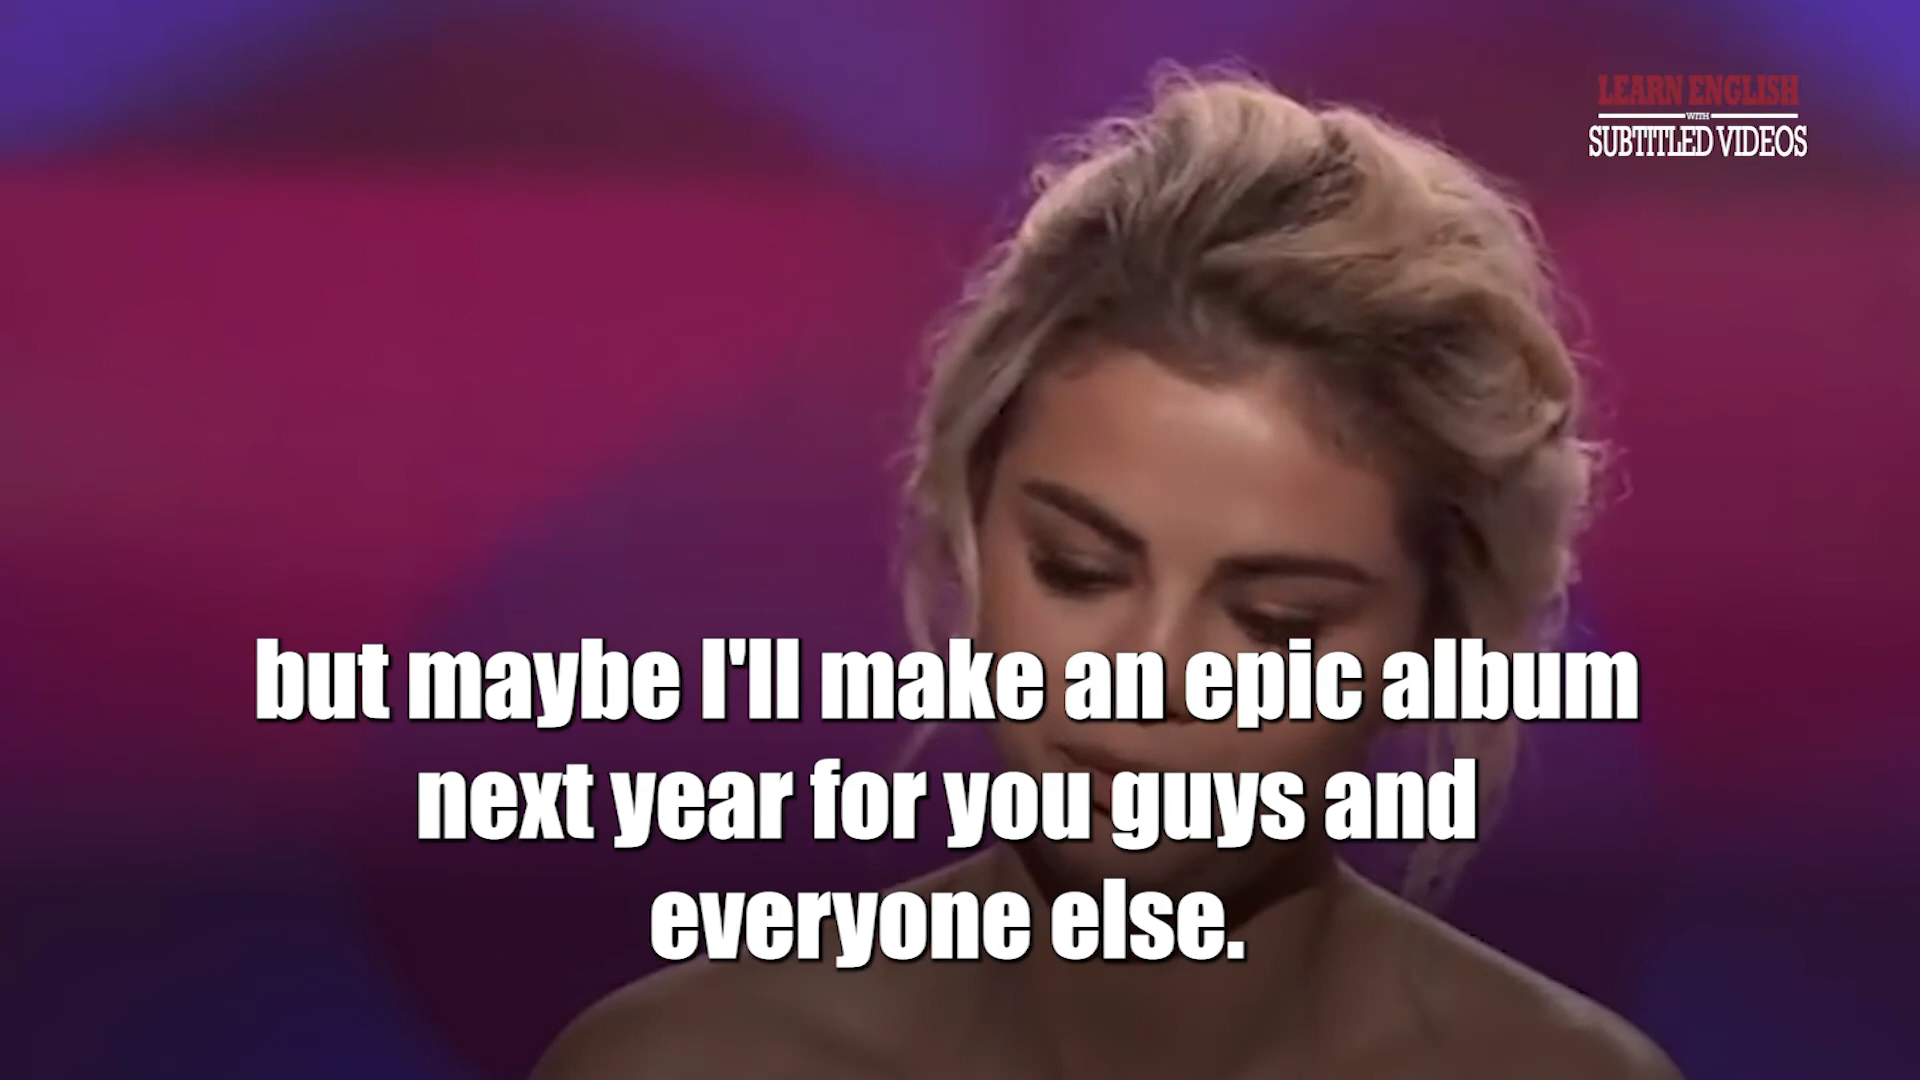 LEARN ENGLISH
WITH
SUBTITLED VIDEOS
but maybe I'll make an epic album
next year for you guys and
everyone else.